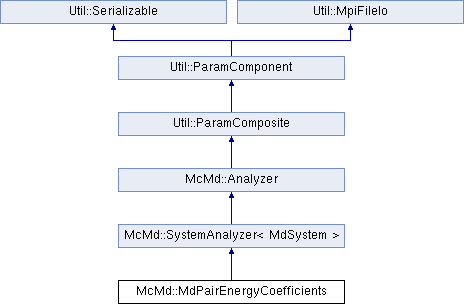 Util::Serializable
Util::MpiFileIo
Util::ParamComponent
Util::ParamComposite
McMd::Analyzer
McMd::SystemAnalyzer< MdSystem >
McMd::MdPairEnergyCoefficients